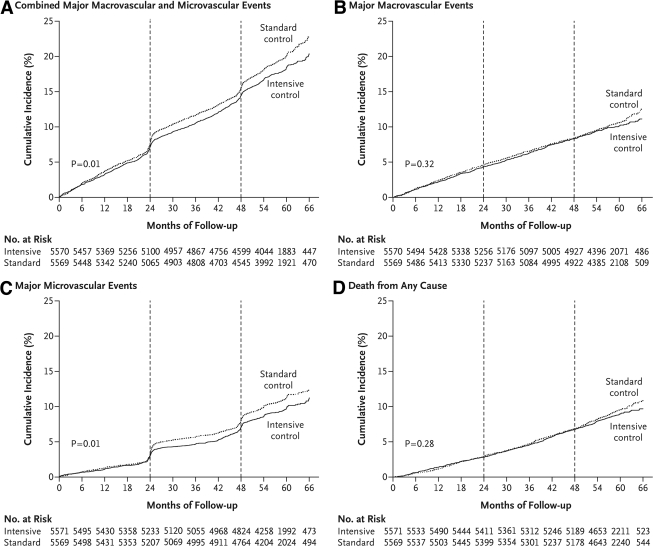 A Combined Major Macrovascular and Microvascular Events
25
20
15
10
5
0
Cumulative Incidence (%)
Standard
control
Intensive
control
P=0.01
0 6 12 18 24 30 36 42 48 54 60 66
Months of Follow-up
No. at Risk
Intensive 5570 5457 5369 5256 5100 4957 4867 4756 4599 4044 1883 447
Standard 5569 5448 5342 5240 5065 4903 4808 4703 4545 3992 1921 470
B Major Macrovascular Events
25
20
15
10
5
0
Cumulative Incidence (%)
Standard
control
Intensive
control
P=0.32
0 6 12 18 24 30 36 42 48 54 60 66
Months of Follow-up
No. at Risk
Intensive 5570 5494 5428 5338 5256 5176 5097 5005 4927 4396 2071 486
Standard 5569 5486 5413 5330 5237 5163 5084 4995 4922 4385 2108 509
C Major Microvascular Events
25
20
15
10
5
0
Cumulative Incidence (%)
Standard
control
Intensive
control
P=0.01
0 6 12 18 24 30 36 42 48 54 60 66
Months of Follow-up
No. at Risk
Intensive 5571 5495 5430 5358 5233 5120 5055 4968 4824 4258 1992 473
Standard 5569 5498 5431 5353 5207 5069 4995 4911 4764 4204 2024 494
D Death from Any Cause
25
20
15
10
5
0
Cumulative Incidence (%)
Standard
control
Intensive
control
P=0.28
0 6 12 18 24 30 36 42 48 54 60 66
Months of Follow-up
No. at Risk
Intensive 5571 5533 5490 5444 5411 5361 5312 5246 5189 4653 2211 523
Standard 5569 5537 5503 5445 5399 5354 5301 5237 5178 4643 2240 544